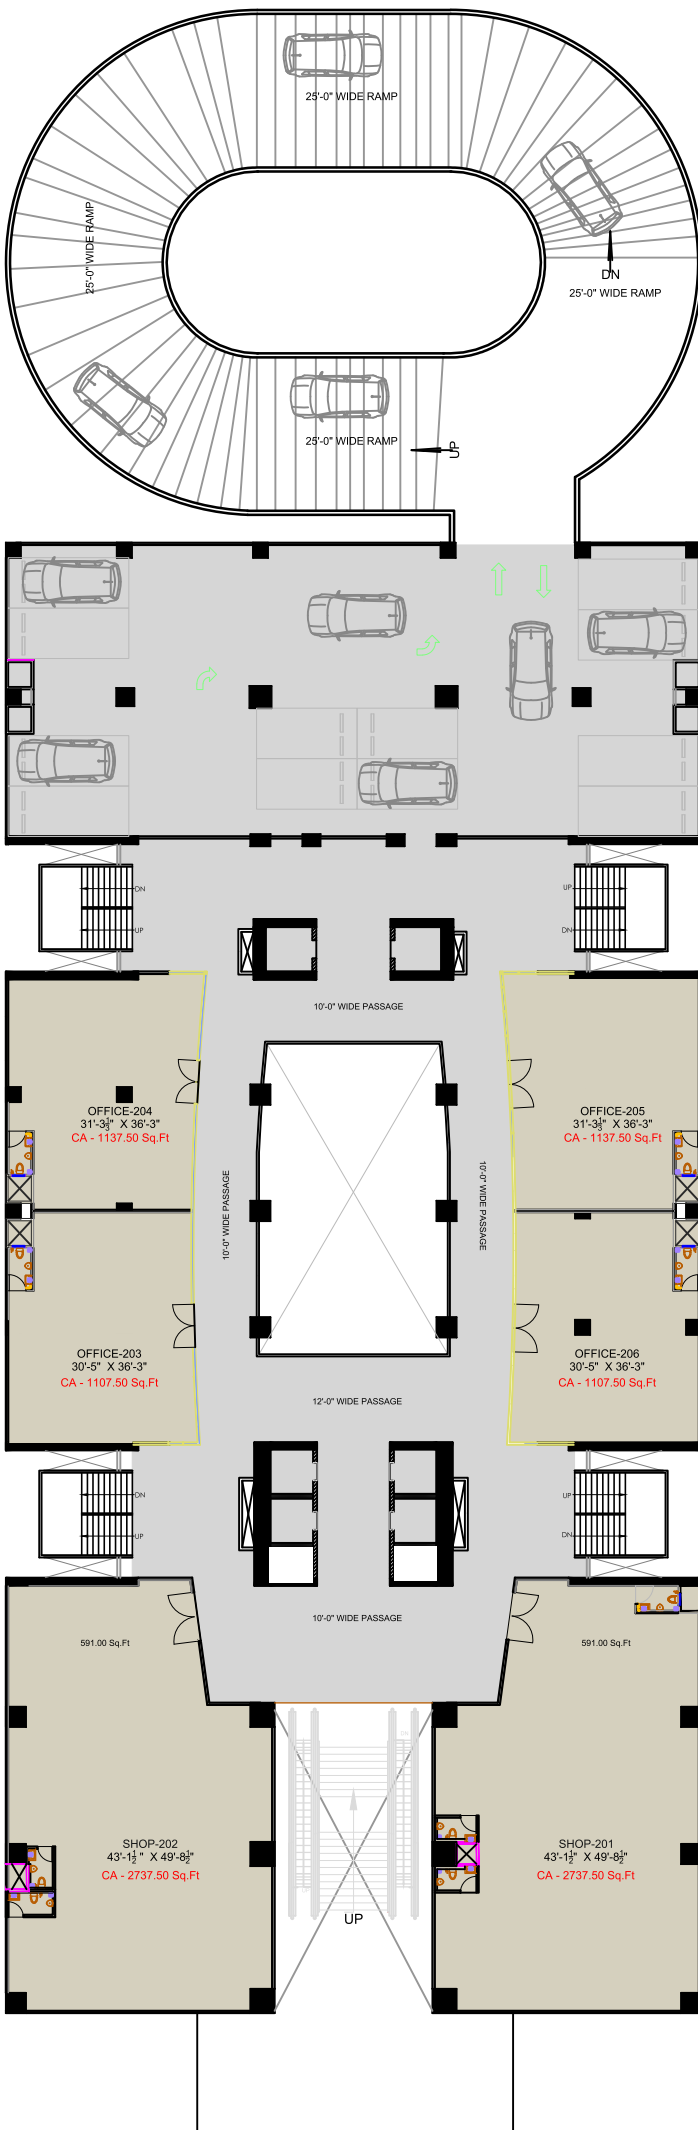 25'-0" WIDE RAMP
25'-0" WIDE RAMP
DN
25'-0" WIDE RAMP
25'-0" WIDE RAMP
UP
DN
UP
UP
DN
10'-0" WIDE PASSAGE
OFFICE-204
31'-3⅓" X 36'-3"
CA - 1137.50 Sq.Ft
OFFICE-205
31'-3⅓" X 36'-3"
CA - 1137.50 Sq.Ft
10'-0" WIDE PASSAGE
10'-0" WIDE PASSAGE
OFFICE-203
30'-5" X 36'-3"
CA - 1107.50 Sq.Ft
OFFICE-206
30'-5" X 36'-3"
CA - 1107.50 Sq.Ft
12'-0" WIDE PASSAGE
DN
UP
UP
DN
10'-0" WIDE PASSAGE
591.00 Sq.Ft
591.00 Sq.Ft
SHOP-202
43'-1½" X 49'-8½"
CA - 2737.50 Sq.Ft
SHOP-201
43'-1½" X 49'-8½"
CA - 2737.50 Sq.Ft
UP